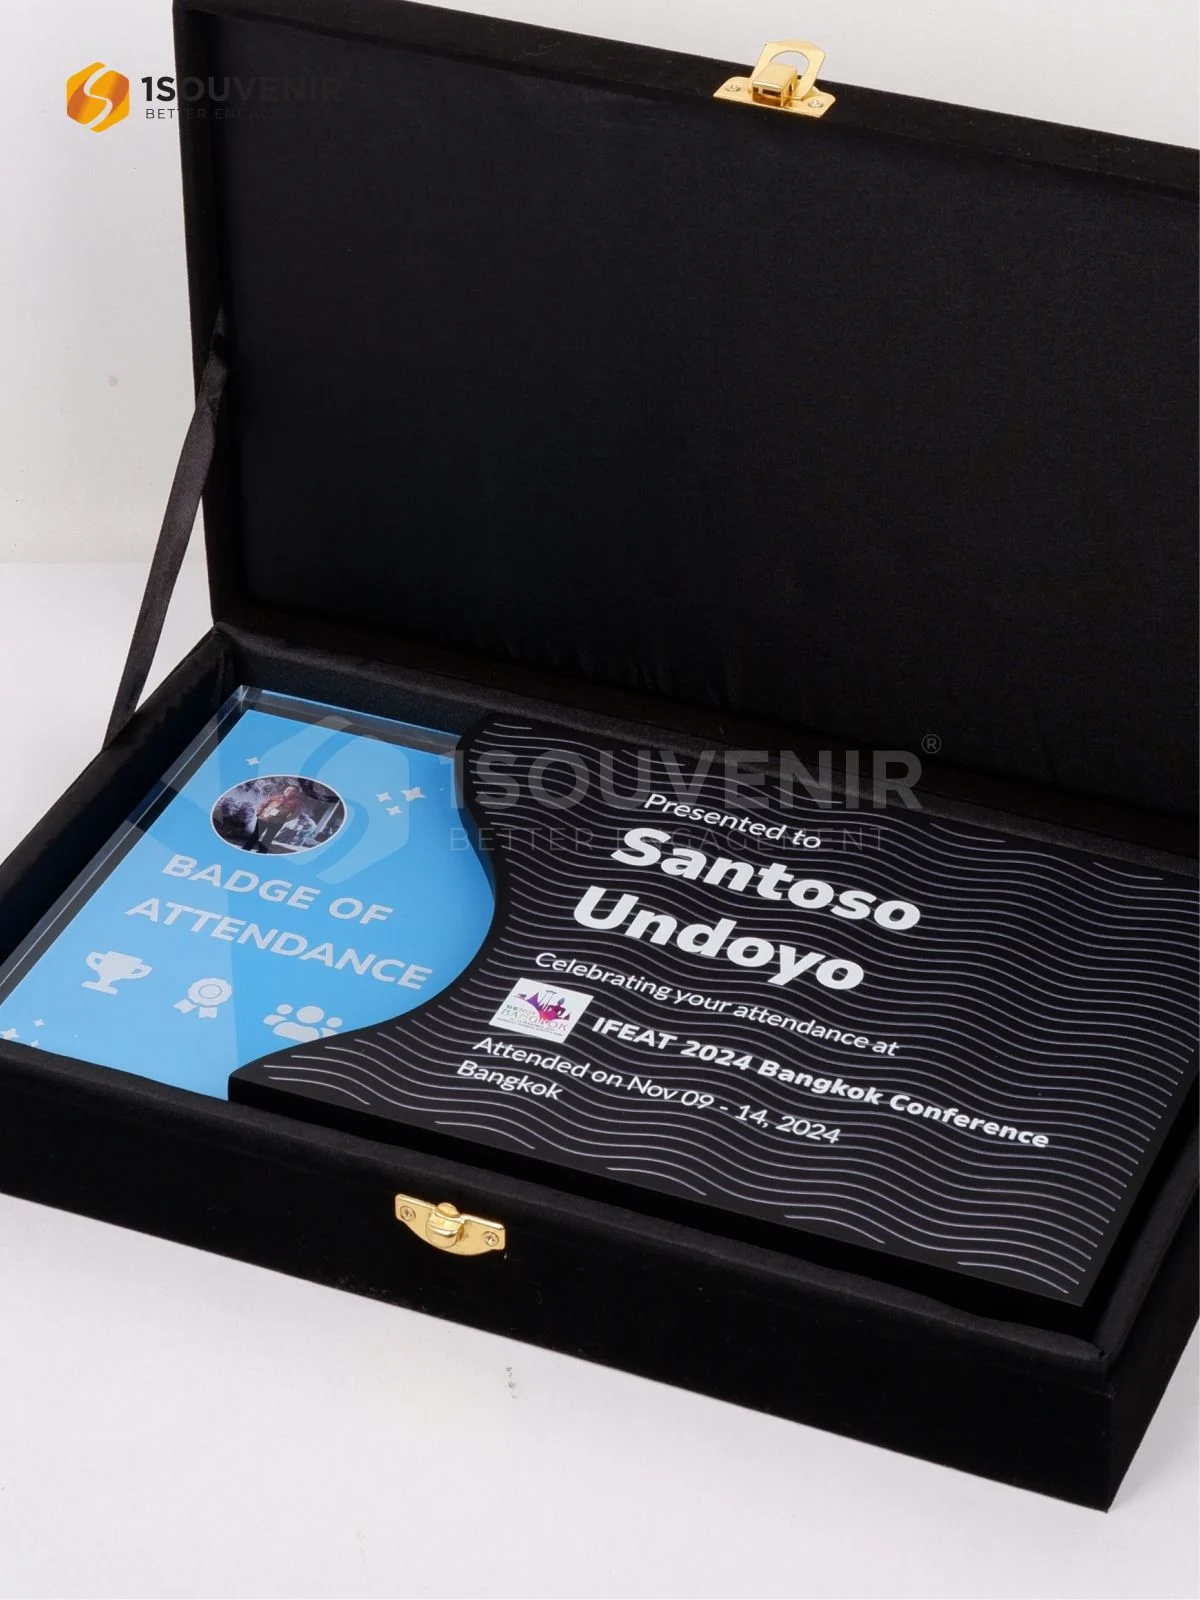 1SOUVENIR
BETTER ENGAGEMENT
1SOUVENIR®
BETTER ENGAGEMENT
BADGE OF
ATTENDANCE
Presented to
Santoso
Undoyo
Celebrating your attendance at
BANGKOK
IFEAT 2024 Bangkok Conference
Attended on Nov 09 - 14, 2024
Bangkok